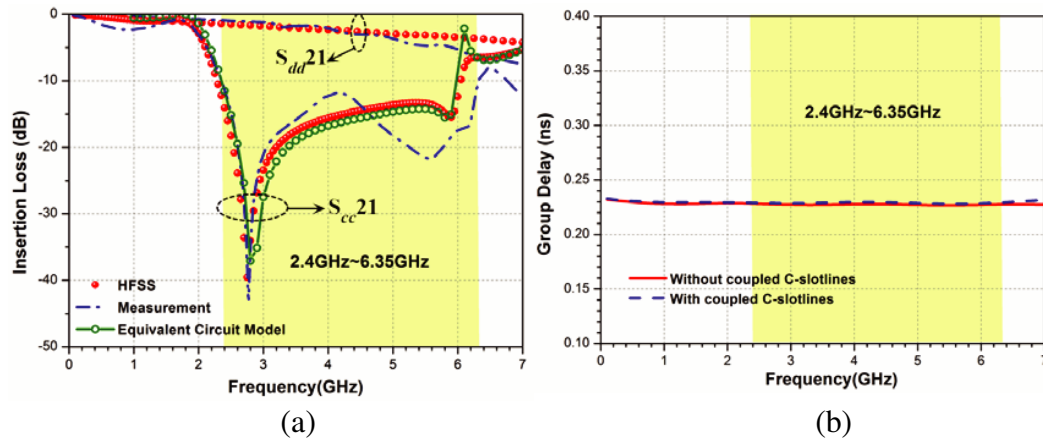 0
-10
-20
-30
-40
-50
Insertion Loss (dB)
S_dd21
S_cc21
2.4GHz~6.35GHz
HFSS
Measurement
Equivalent Circuit Model
0 1 2 3 4 5 6 7
Frequency(GHz)
(a)
0.40
0.35
0.30
0.25
0.20
0.15
0.10
Group Delay (ns)
2.4GHz~6.35GHz
Without coupled C-slotlines
With coupled C-slotlines
0 1 2 3 4 5 6 7
Frequency(GHz)
(b)